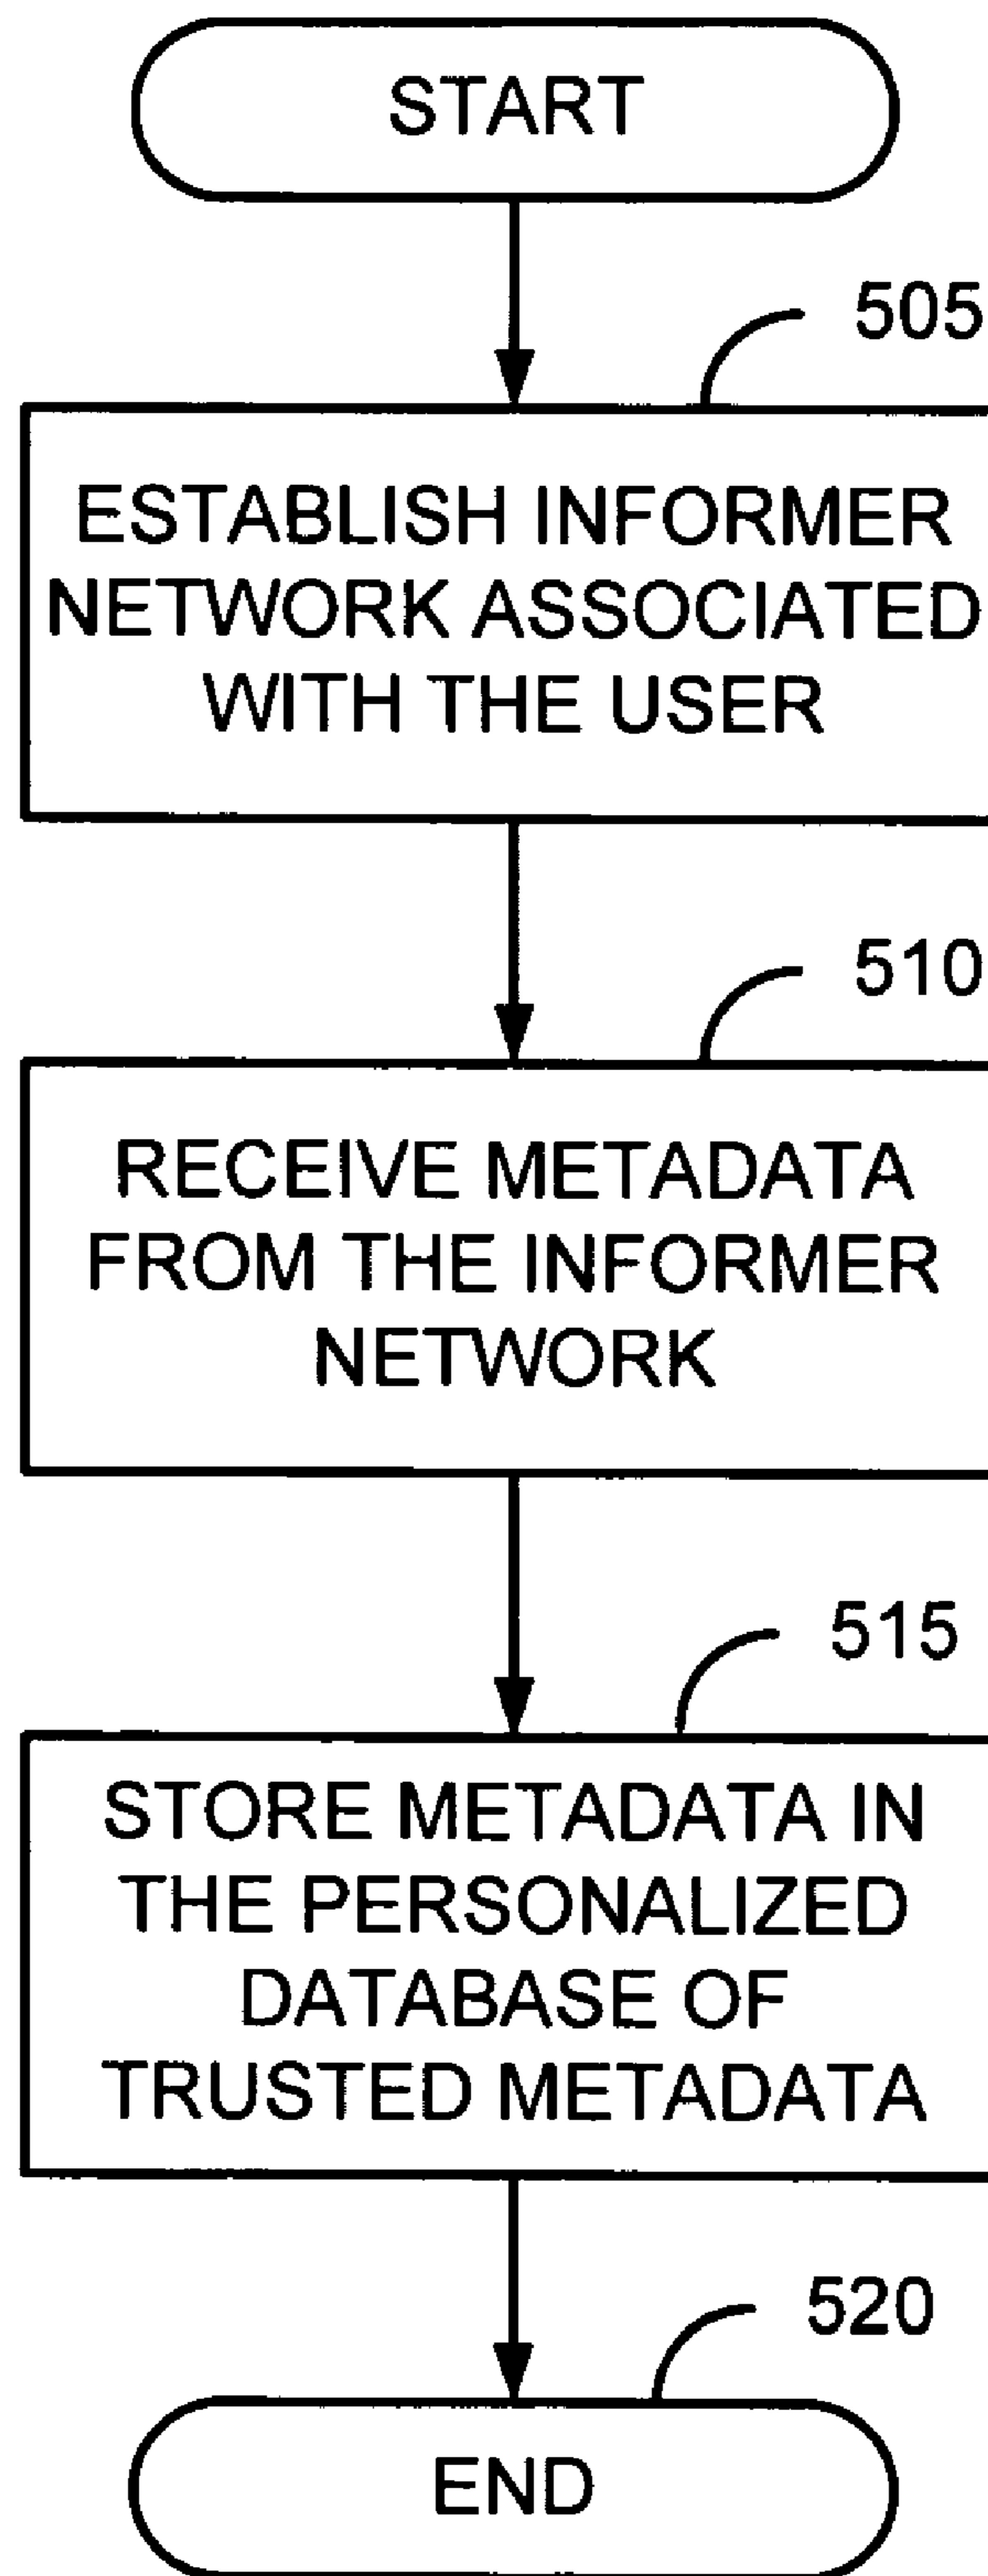 START
505
ESTABLISH INFORMER
NETWORK ASSOCIATED
WITH THE USER
510
RECEIVE METADATA
FROM THE INFORMER
NETWORK
515
STORE METADATA IN
THE PERSONALIZED
DATABASE OF
TRUSTED METADATA
520
END